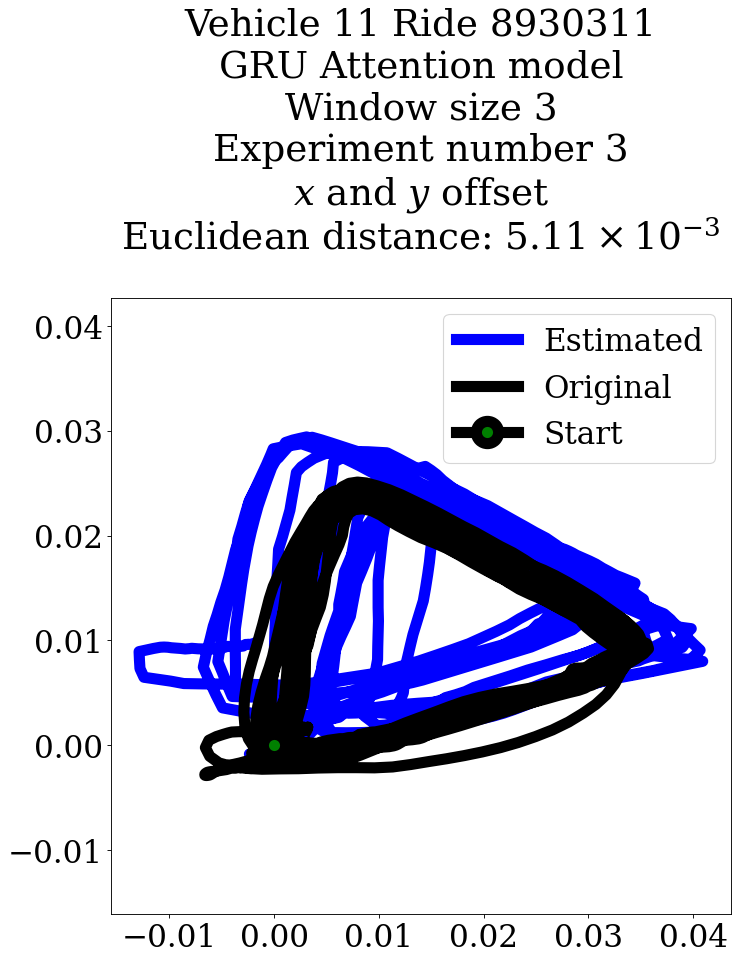 Vehicle 11 Ride 8930311
GRU Attention model
Window size 3
Experiment number 3
x and y offset
Euclidean distance: 5.11 × 10⁻³
Estimated
Original
Start
0.04
0.03
0.02
0.01
0.00
−0.01
−0.01 0.00 0.01 0.02 0.03 0.04